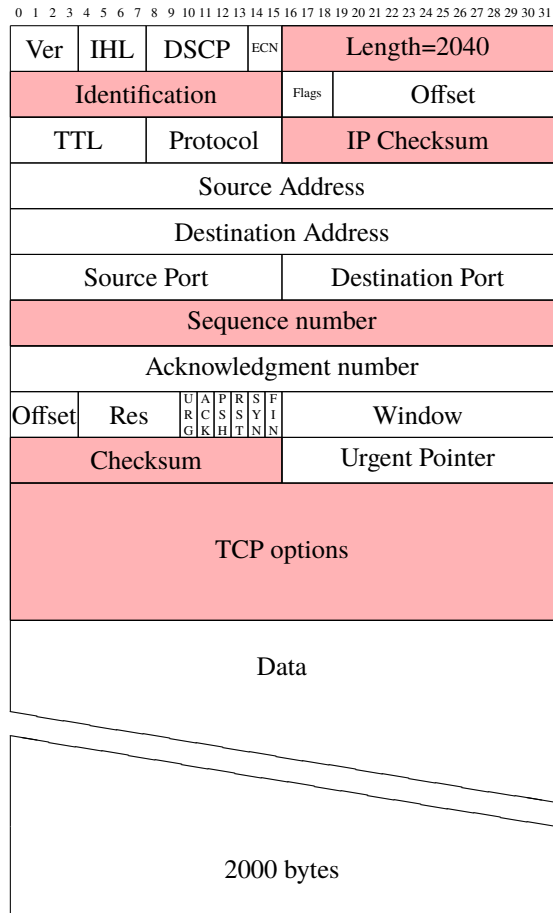 0 1 2 3 4 5 6 7 8 9 10 11 12 13 14 15 16 17 18 19 20 21 22 23 24 25 26 27 28 29 30 31
Ver IHL DSCP ECN Length=2040
Identification Flags Offset
TTL Protocol IP Checksum
Source Address
Destination Address
Source Port Destination Port
Sequence number
Acknowledgment number
Offset Res URG ACK PSH RST SYN FIN Window
Checksum Urgent Pointer
TCP options
Data
2000 bytes